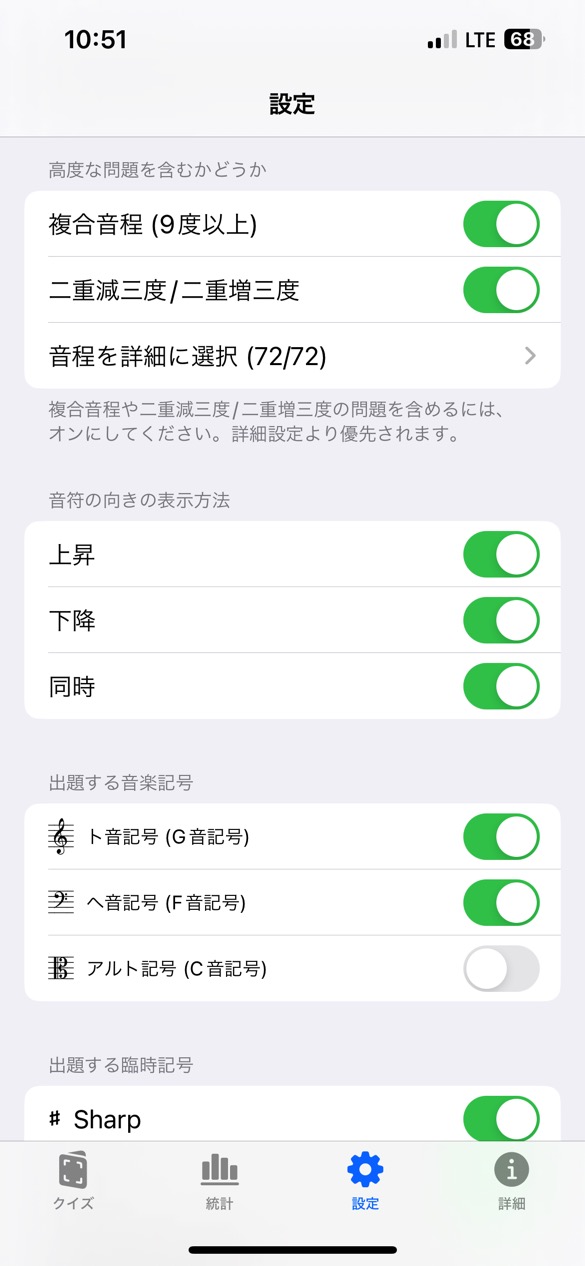 10:51
LTE
68
設定
高度な問題を含むかどうか
複合音程 (9度以上)
二重減三度/二重増三度
音程を詳細に選択 (72/72)
複合音程や二重減三度/二重増三度の問題を含めるには、
オンにしてください。詳細設定より優先されます。
音符の向きの表示方法
上昇
下降
同時
出題する音楽記号
ト音記号 (G音記号)
ヘ音記号 (F音記号)
アルト記号 (C音記号)
出題する臨時記号
♯ Sharp
クイズ
統計
設定
詳細